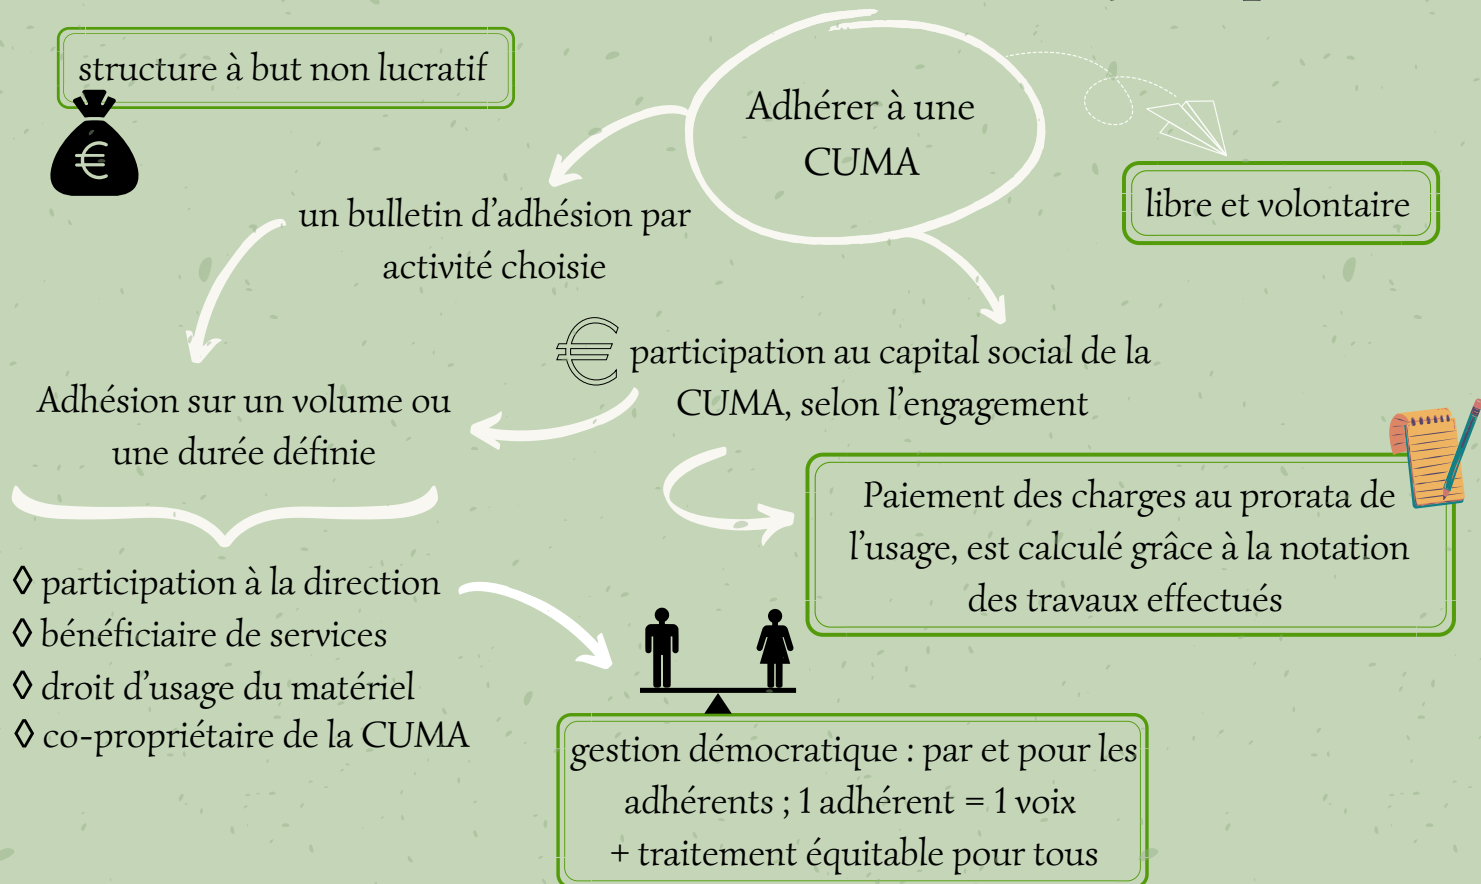 structure à but non lucratif
Adhérer à une
CUMA
libre et volontaire
un bulletin d'adhésion par
activité choisie
participation au capital social de la
CUMA, selon l'engagement
Adhésion sur un volume ou
une durée définie
Paiement des charges au prorata de
l'usage, est calculé grâce à la notation
des travaux effectués
◊ participation à la direction
◊ bénéficiaire de services
◊ droit d'usage du matériel
◊ co-propriétaire de la CUMA
gestion démocratique : par et pour les
adhérents ; 1 adhérent = 1 voix
+ traitement équitable pour tous